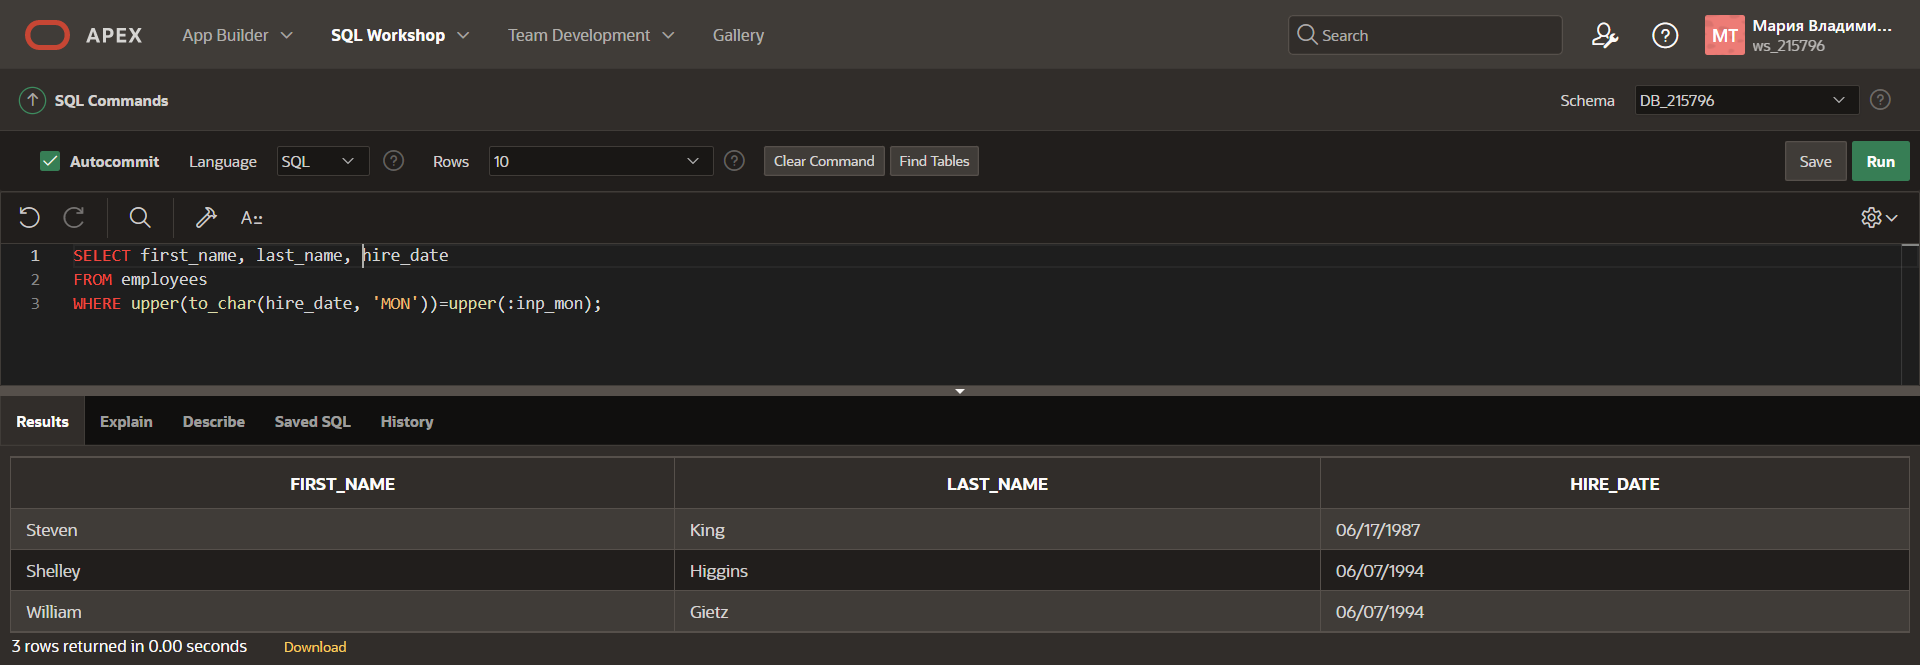 APEX App Builder SQL Workshop Team Development Gallery Search MT Мария Владими...
ws_215796
SQL Commands Schema DB_215796
Autocommit Language SQL Rows 10 Clear Command Find Tables Save Run
A
1 SELECT first_name, last_name, hire_date
2 FROM employees
3 WHERE upper(to_char(hire_date, 'MON'))=upper(:inp_mon);
Results Explain Describe Saved SQL History
FIRST_NAME LAST_NAME HIRE_DATE
Steven King 06/17/1987
Shelley Higgins 06/07/1994
William Gietz 06/07/1994
3 rows returned in 0.00 seconds Download